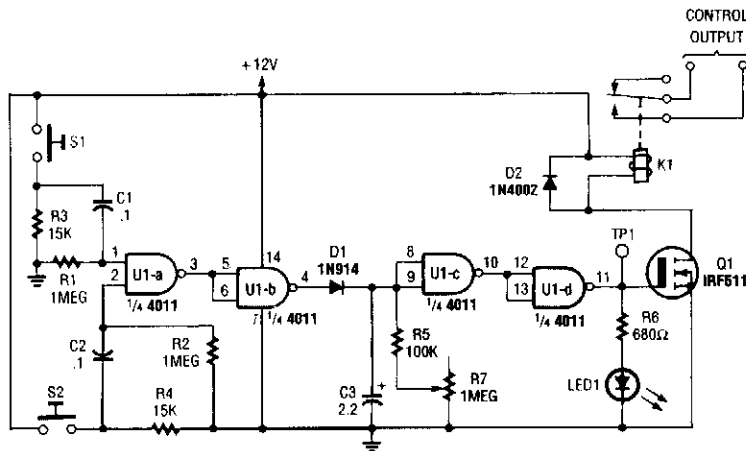 CONTROL
OUTPUT
+12V
S1
C1
.1
R3
15K
R1
1MEG
1
2
U1-a
3
1/4 4011
5
6
14
U1-b
7
4
1/4 4011
D1
1N914
8
9
U1-c
10
1/4 4011
12
13
U1-d
11
1/4 4011
D2
1N4002
K1
TP1
Q1
IRF511
R6
680Ω
LED1
C2
.1
R2
1MEG
R4
15K
S2
C3
2.2
+
R5
100K
R7
1MEG